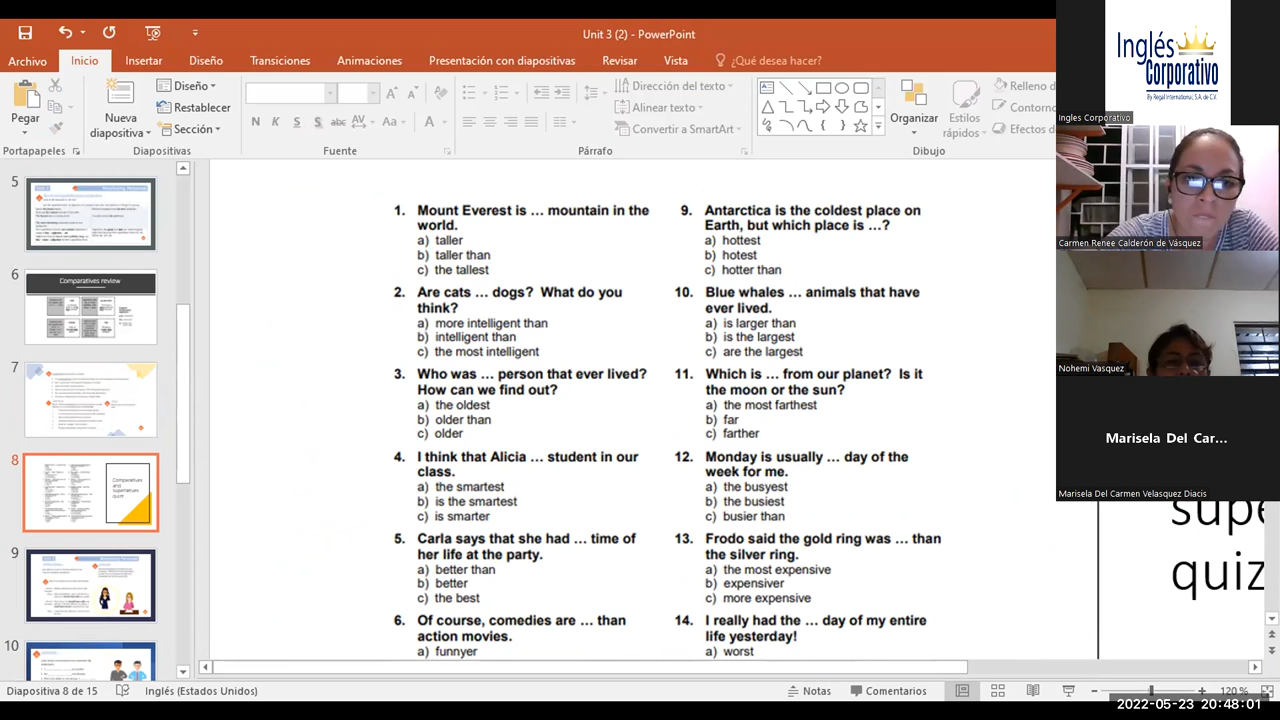 Unit 3 (2) - PowerPoint
Archivo
Inicio
Insertar
Diseño
Transiciones
Animaciones
Presentación con diapositivas
Revisar
Vista
¿Qué desea hacer?
Pegar
Nueva
diapositiva
Diseño
Restablecer
Sección
N K S S abc AV Aa A
Dirección del texto
Alinear texto
Convertir a SmartArt
Organizar
Estilos
rápidos
Relleno d
Contorno
Efectos d
Portapapeles
Diapositivas
Fuente
Párrafo
Dibujo
5
6
Comparatives review
7
8
Comparatives
and
superlatives
quiz
9
10
1. Mount Everest is … mountain in the
world.
a) taller
b) taller than
c) the tallest
2. Are cats … dogs? What do you
think?
a) more intelligent than
b) intelligent than
c) the most intelligent
3. Who was … person that ever lived?
How can we find out?
a) the oldest
b) older than
c) older
4. I think that Alicia … student in our
class.
a) the smartest
b) is the smartest
c) is smarter
5. Carla says that she had … time of
her life at the party.
a) better than
b) better
c) the best
6. Of course, comedies are … than
action movies.
a) funnyer
9. Antarctica is the coldest place on
Earth, but which place is …?
a) hottest
b) hotest
c) hotter than
10. Blue whales … animals that have
ever lived.
a) is larger than
b) is the largest
c) are the largest
11. Which is … from our planet? Is it
the moon or the sun?
a) the most farthest
b) far
c) farther
12. Monday is usually … day of the
week for me.
a) the busyest
b) the busiest
c) busier than
13. Frodo said the gold ring was … than
the silver ring.
a) the most expensive
b) expensiver
c) more expensive
14. I really had the … day of my entire
life yesterday!
a) worst
supe
quiz
Inglés
Corporativo
By Regal International, S.A. de C.V.
Ingles Corporativo
Carmen Renee Calderón de Vásquez
Nohemi Vasquez
Marisela Del Car...
Marisela Del Carmen Velasquez Diacis
Diapositiva 8 de 15
Inglés (Estados Unidos)
Notas
Comentarios
120 %
2022-05-23 20:48:01